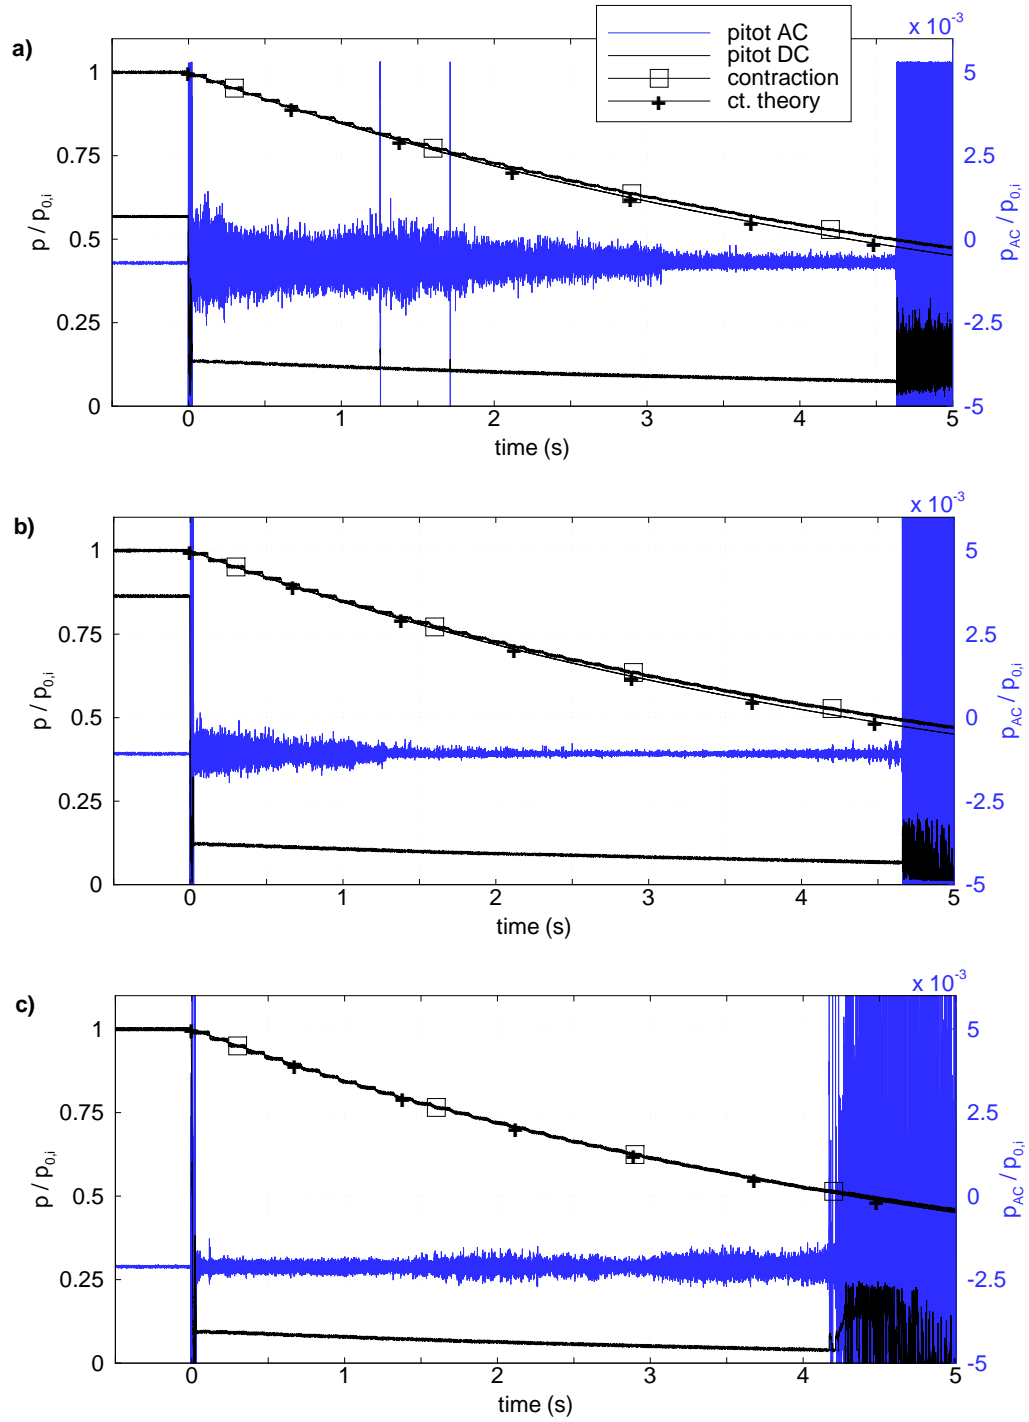 a)
x 10⁻³
pitot AC
pitot DC
contraction
ct. theory
1
0.75
0.5
0.25
0
p / p0,i
5
2.5
0
-2.5
-5
pAC / p0,i
0 1 2 3 4 5
time (s)
b)
x 10⁻³
1
0.75
0.5
0.25
0
p / p0,i
5
2.5
0
-2.5
-5
pAC / p0,i
0 1 2 3 4 5
time (s)
c)
x 10⁻³
1
0.75
0.5
0.25
0
p / p0,i
5
2.5
0
-2.5
-5
pAC / p0,i
0 1 2 3 4 5
time (s)